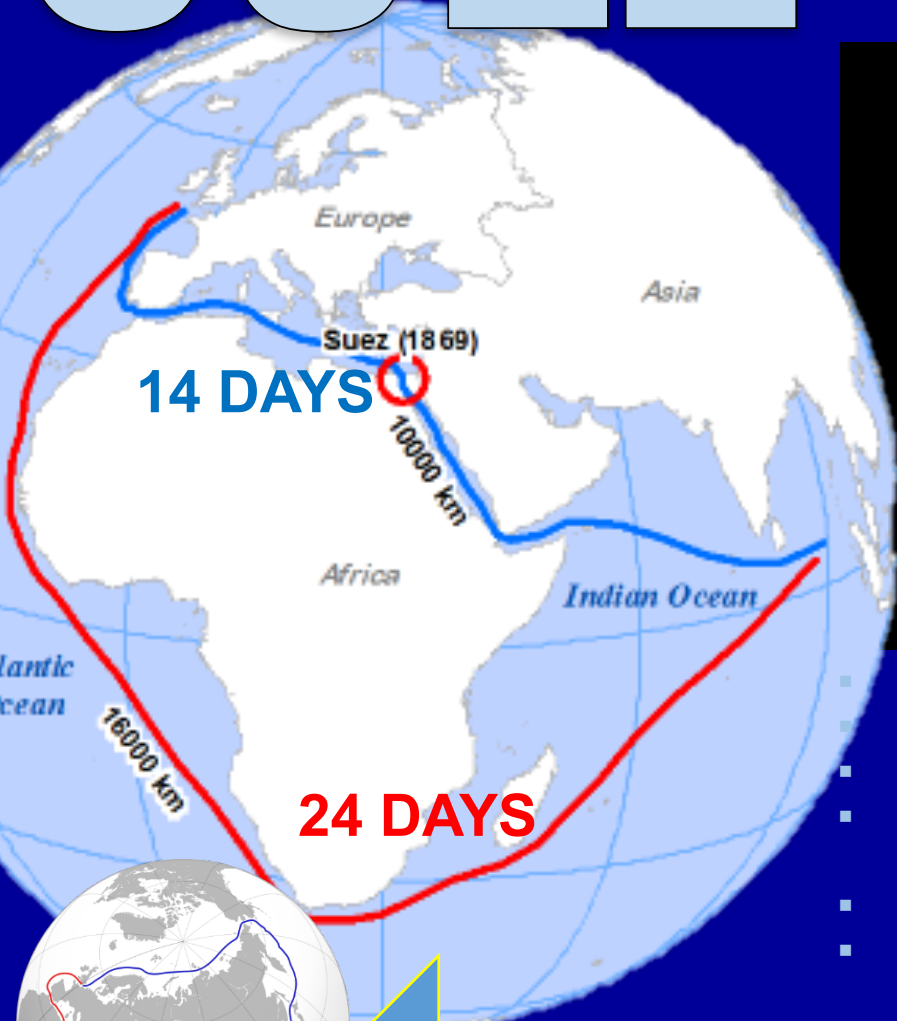 Europe
Asia
Suez (1869)
14 DAYS
10000 km
Africa
Indian Ocean
lantic
cean
16000 km
24 DAYS